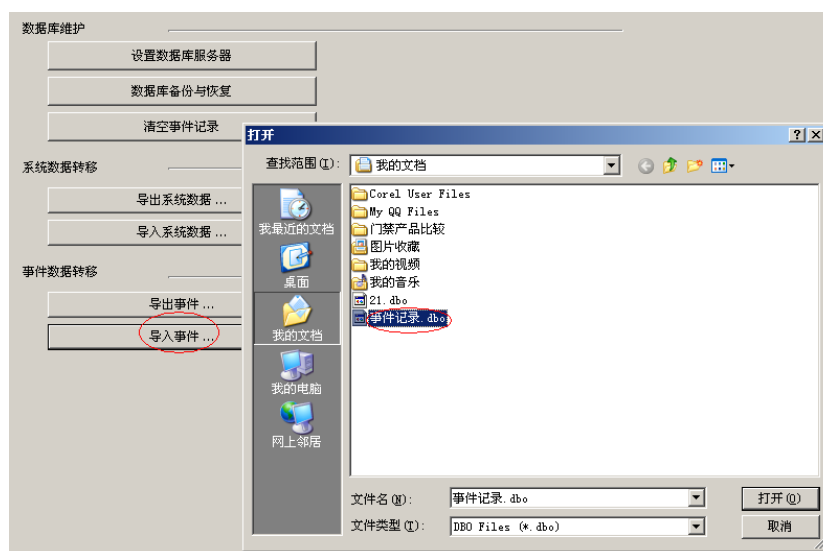 数据库维护
设置数据库服务器
数据库备份与恢复
清空事件记录
系统数据转移
导出系统数据 ...
导入系统数据 ...
事件数据转移
导出事件 ...
导入事件 ...
打开
查找范围(I):
我的文档
我最近的文档
桌面
我的文档
我的电脑
网上邻居
Corel User Files
My QQ Files
门禁产品比较
图片收藏
我的视频
我的音乐
21.dbo
事件记录.dbo
文件名(N):
事件记录.dbo
打开(O)
文件类型(T):
DBO Files (*.dbo)
取消